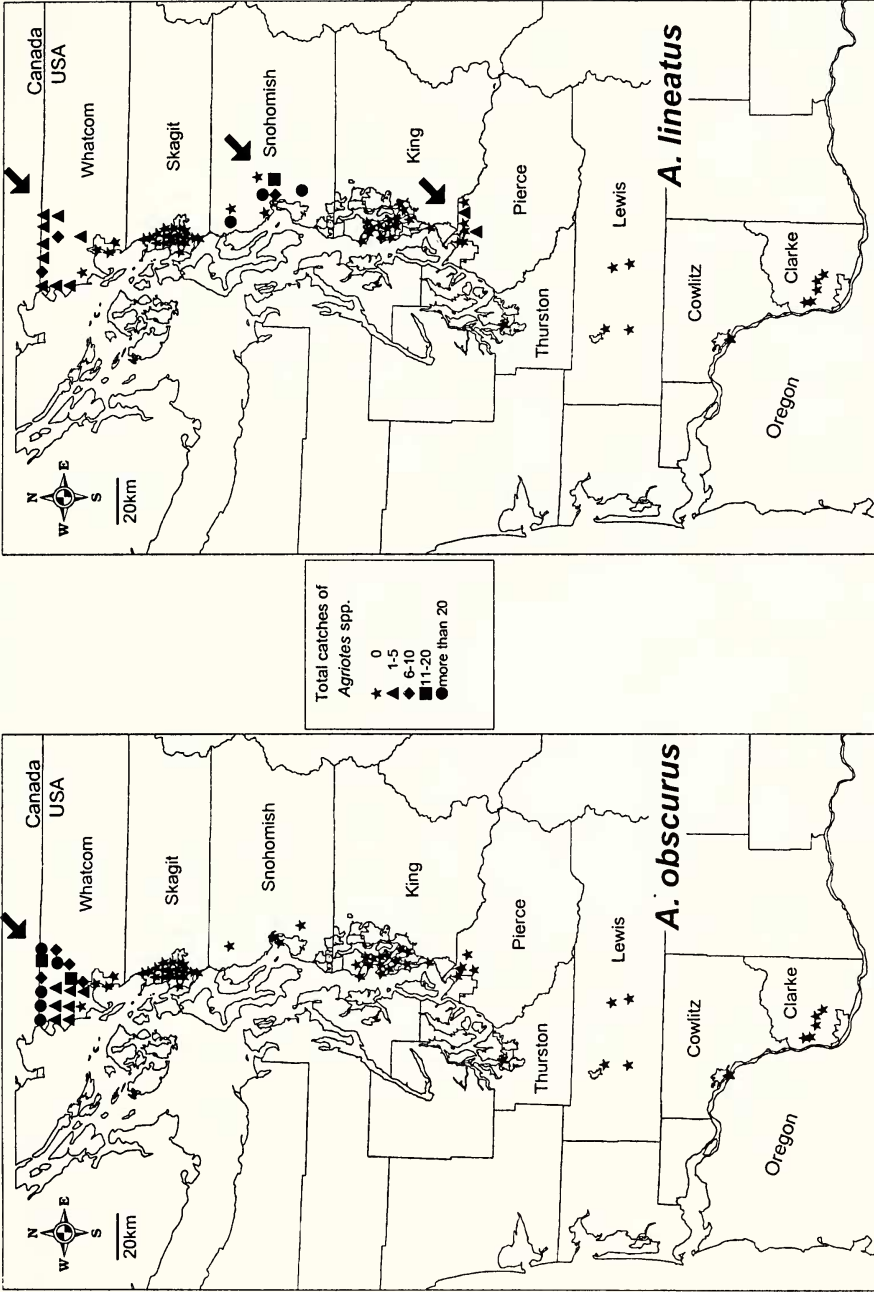 Canada
USA
Whatcom
Skagit
Snohomish
King
Pierce
Thurston
Lewis
Cowlitz
Clarke
Oregon
N
W E
S
20km
A. obscurus
Total catches of
Agriotes spp.
0
1-5
6-10
11-20
more than 20
Canada
USA
Whatcom
Skagit
Snohomish
King
Pierce
Thurston
Lewis
Cowlitz
Clarke
Oregon
N
W E
S
20km
A. lineatus